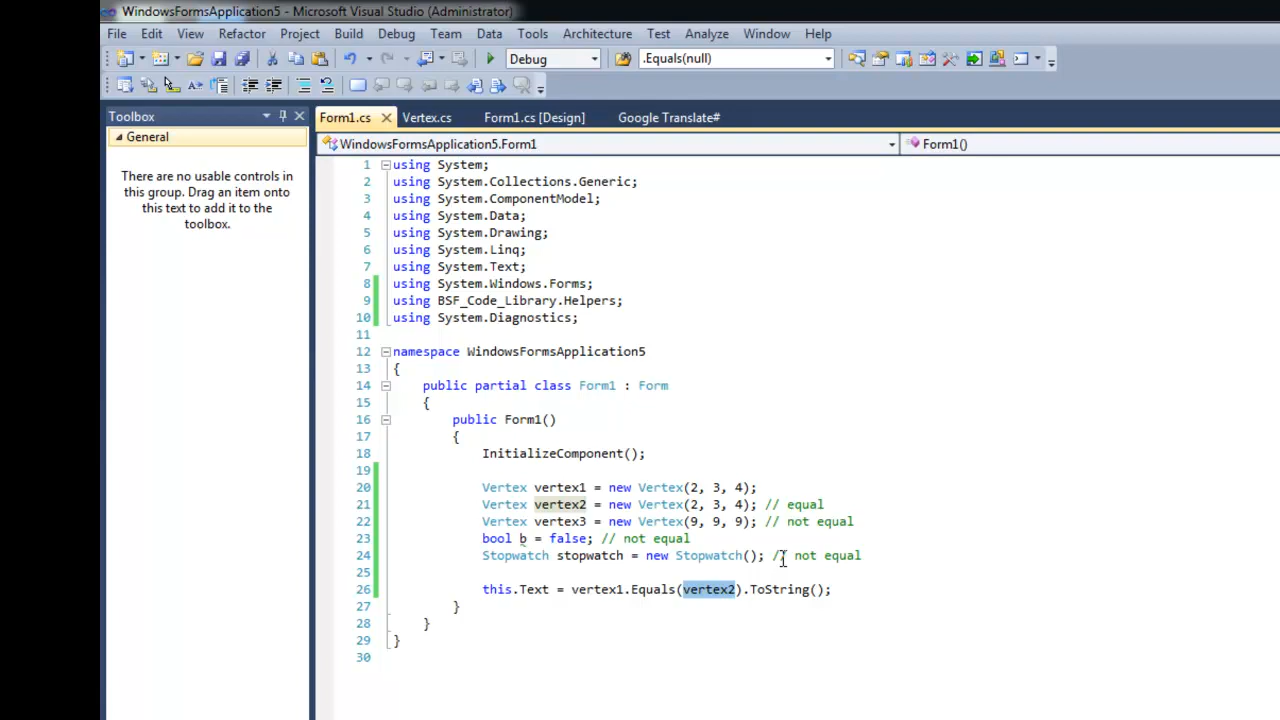 WindowsFormsApplication5 - Microsoft Visual Studio (Administrator)
File Edit View Refactor Project Build Debug Team Data Tools Architecture Test Analyze Window Help
Debug .Equals(null)
Toolbox
General
There are no usable controls in
this group. Drag an item onto
this text to add it to the
toolbox.
Form1.cs Vertex.cs Form1.cs [Design] Google Translate#
WindowsFormsApplication5.Form1 Form1()
1 using System;
2 using System.Collections.Generic;
3 using System.ComponentModel;
4 using System.Data;
5 using System.Drawing;
6 using System.Linq;
7 using System.Text;
8 using System.Windows.Forms;
9 using BSF_Code_Library.Helpers;
10 using System.Diagnostics;
11
12 namespace WindowsFormsApplication5
13 {
14 public partial class Form1 : Form
15 {
16 public Form1()
17 {
18 InitializeComponent();
19
20 Vertex vertex1 = new Vertex(2, 3, 4);
21 Vertex vertex2 = new Vertex(2, 3, 4); // equal
22 Vertex vertex3 = new Vertex(9, 9, 9); // not equal
23 bool b = false; // not equal
24 Stopwatch stopwatch = new Stopwatch(); // not equal
25
26 this.Text = vertex1.Equals(vertex2).ToString();
27 }
28 }
29 }
30